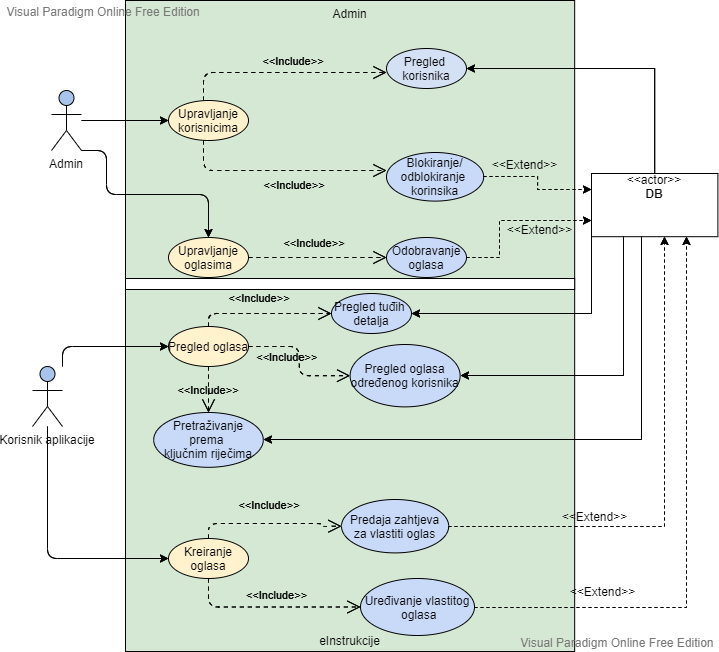 Visual Paradigm Online Free Edition
Admin
<<Include>>
Pregled
korisnika
Upravljanje
korisnicima
Admin
<<Include>>
Blokiranje/
odblokiranje
korinsika
<<Extend>>
<<actor>>
DB
Upravljanje
oglasima
<<Include>>
Odobravanje
oglasa
<<Extend>>
<<Include>>
Pregled tuđih
detalja
Pregled oglasa
<<Include>>
Pregled oglasa
određenog korisnika
<<Include>>
Korisnik aplikacije
Pretraživanje
prema
ključnim riječima
<<Include>>
Predaja zahtjeva
za vlastiti oglas
<<Extend>>
Kreiranje
oglasa
<<Include>>
Uređivanje vlastitog
oglasa
<<Extend>>
eInstrukcije
Visual Paradigm Online Free Edition